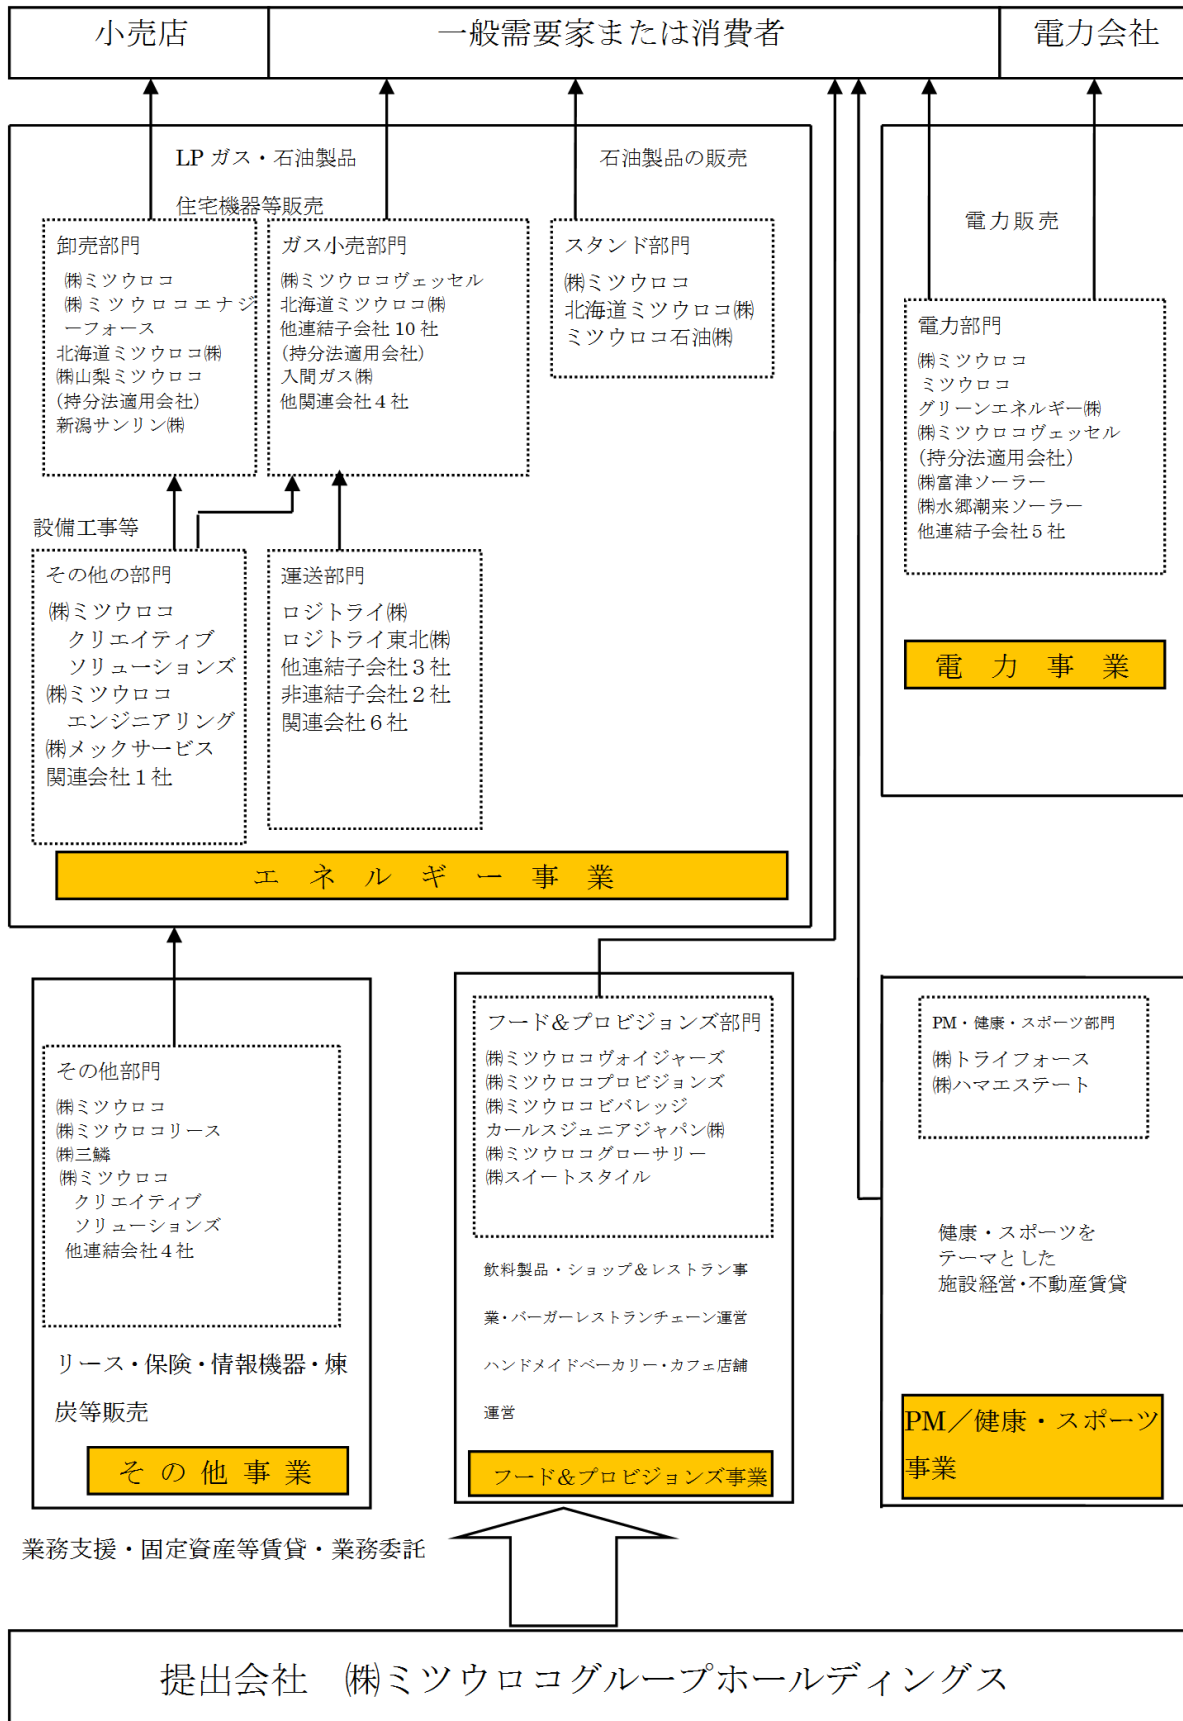 小売店
一般需要家または消費者
電力会社
LPガス・石油製品
住宅機器等販売
石油製品の販売
卸売部門
㈱ミツウロコ
㈱ミツウロコエナジ
ーフォース
北海道ミツウロコ㈱
㈱山梨ミツウロコ
(持分法適用会社)
新潟サンリン㈱
ガス小売部門
㈱ミツウロコヴェッセル
北海道ミツウロコ㈱
他連結子会社10社
(持分法適用会社)
入間ガス㈱
他関連会社4社
スタンド部門
㈱ミツウロコ
北海道ミツウロコ㈱
ミツウロコ石油㈱
設備工事等
その他の部門
㈱ミツウロコ
クリエイティブ
ソリューションズ
㈱ミツウロコ
エンジニアリング
㈱メックサービス
関連会社１社
運送部門
ロジトライ㈱
ロジトライ東北㈱
他連結子会社３社
非連結子会社２社
関連会社６社
エネルギー事業
電力販売
電力部門
㈱ミツウロコ
ミツウロコ
グリーンエネルギー㈱
㈱ミツウロコヴェッセル
(持分法適用会社)
㈱富津ソーラー
㈱水郷潮来ソーラー
他連結子会社５社
電力事業
その他部門
㈱ミツウロコ
㈱ミツウロコリース
㈱三鱗
㈱ミツウロコ
クリエイティブ
ソリューションズ
他連結会社４社
リース・保険・情報機器・煉
炭等販売
その他事業
フード&プロビジョンズ部門
㈱ミツウロコヴォイジャーズ
㈱ミツウロコプロビジョンズ
㈱ミツウロコビバレッジ
カールスジュニアジャパン㈱
㈱ミツウロコグローサリー
㈱スイートスタイル
飲料製品・ショップ＆レストラン事
業・バーガーレストランチェーン運営
ハンドメイドベーカリー・カフェ店舗
運営
フード&プロビジョンズ事業
PM・健康・スポーツ部門
㈱トライフォース
㈱ハマエステート
健康・スポーツを
テーマとした
施設経営・不動産賃貸
PM／健康・スポーツ
事業
業務支援・固定資産等賃貸・業務委託
提出会社　㈱ミツウロコグループホールディングス